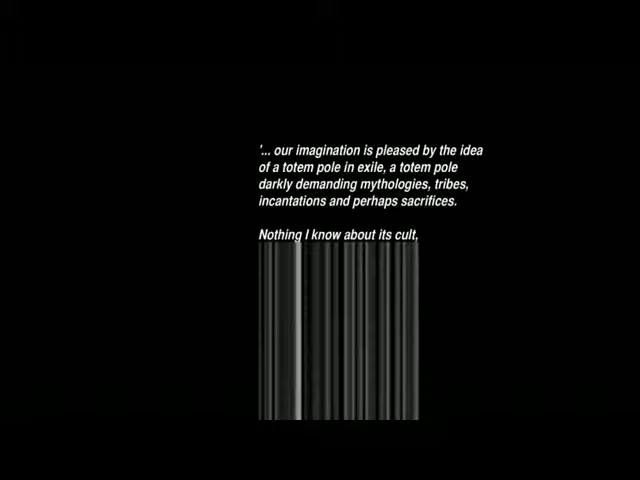 '... our imagination is pleased by the idea
of a totem pole in exile, a totem pole
darkly demanding mythologies, tribes,
incantations and perhaps sacrifices.
Nothing I know about its cult,